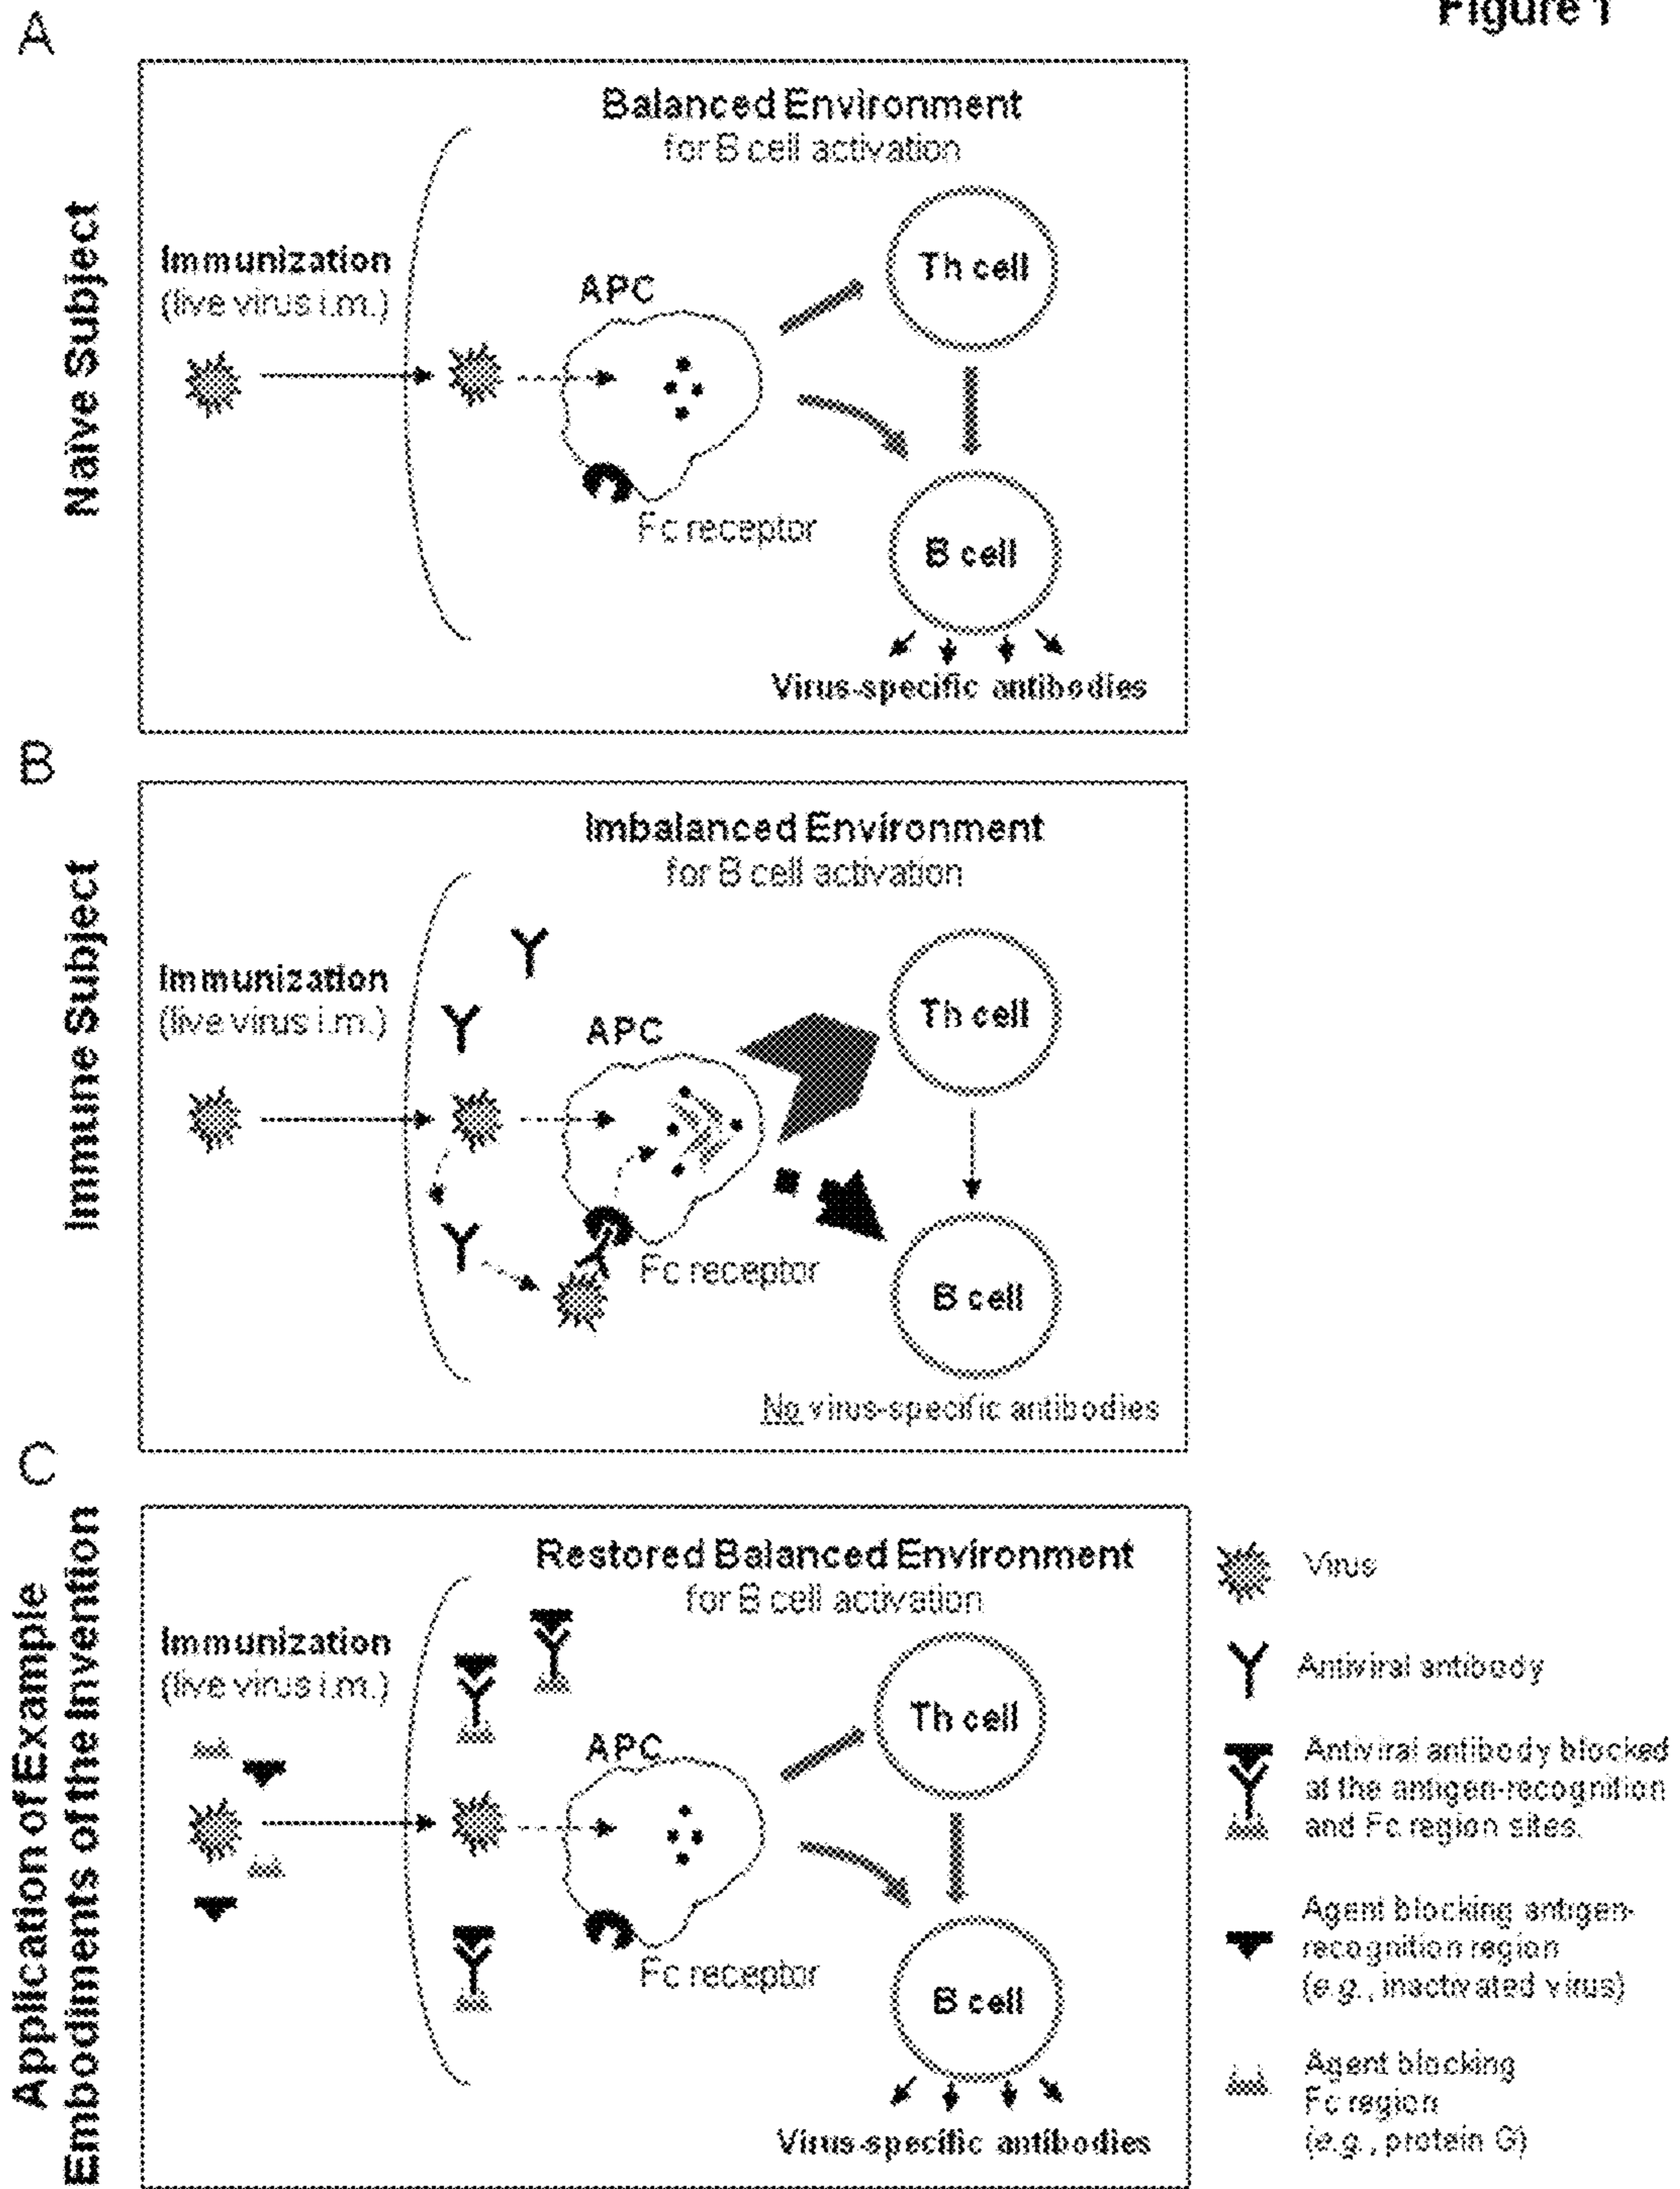 Figure 1
A
Naïve Subject
Balanced Environment
for B cell activation
Immunization
(live virus i.m.)
APC
Th cell
Fc receptor
B cell
Virus-specific antibodies
B
Immune Subject
Imbalanced Environment
for B cell activation
Immunization
(live virus i.m.)
APC
Th cell
Fc receptor
B cell
No virus-specific antibodies
C
Application of Example
Embodiments of the Invention
Restored Balanced Environment
for B cell activation
Immunization
(live virus i.m.)
APC
Th cell
Fc receptor
B cell
Virus-specific antibodies
Virus
Antiviral antibody
Antiviral antibody blocked
at the antigen-recognition
and Fc region sites.
Agent blocking antigen-
recognition region
(e.g., inactivated virus)
Agent blocking
Fc region
(e.g., protein G)